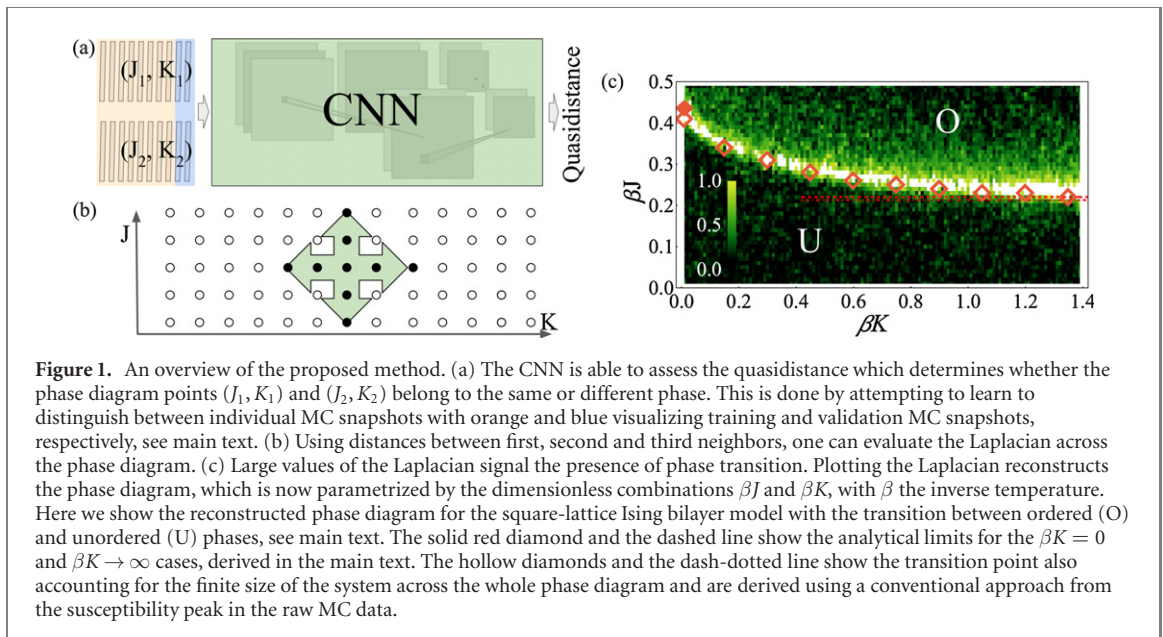 (a)
(J₁, K₁)
(J₂, K₂)
CNN
Quasidistance
(b)
J
K
(c)
0.5
0.4
0.3
0.2
0.1
0.0
βJ
O
U
1.0
0.5
0.0
0.0 0.2 0.4 0.6 0.8 1.0 1.2 1.4
βK
Figure 1. An overview of the proposed method. (a) The CNN is able to assess the quasidistance which determines whether the
phase diagram points (J₁, K₁) and (J₂, K₂) belong to the same or different phase. This is done by attempting to learn to
distinguish between individual MC snapshots with orange and blue visualizing training and validation MC snapshots,
respectively, see main text. (b) Using distances between first, second and third neighbors, one can evaluate the Laplacian across
the phase diagram. (c) Large values of the Laplacian signal the presence of phase transition. Plotting the Laplacian reconstructs
the phase diagram, which is now parametrized by the dimensionless combinations βJ and βK, with β the inverse temperature.
Here we show the reconstructed phase diagram for the square-lattice Ising bilayer model with the transition between ordered (O)
and unordered (U) phases, see main text. The solid red diamond and the dashed line show the analytical limits for the βK = 0
and βK → ∞ cases, derived in the main text. The hollow diamonds and the dash-dotted line show the transition point also
accounting for the finite size of the system across the whole phase diagram and are derived using a conventional approach from
the susceptibility peak in the raw MC data.